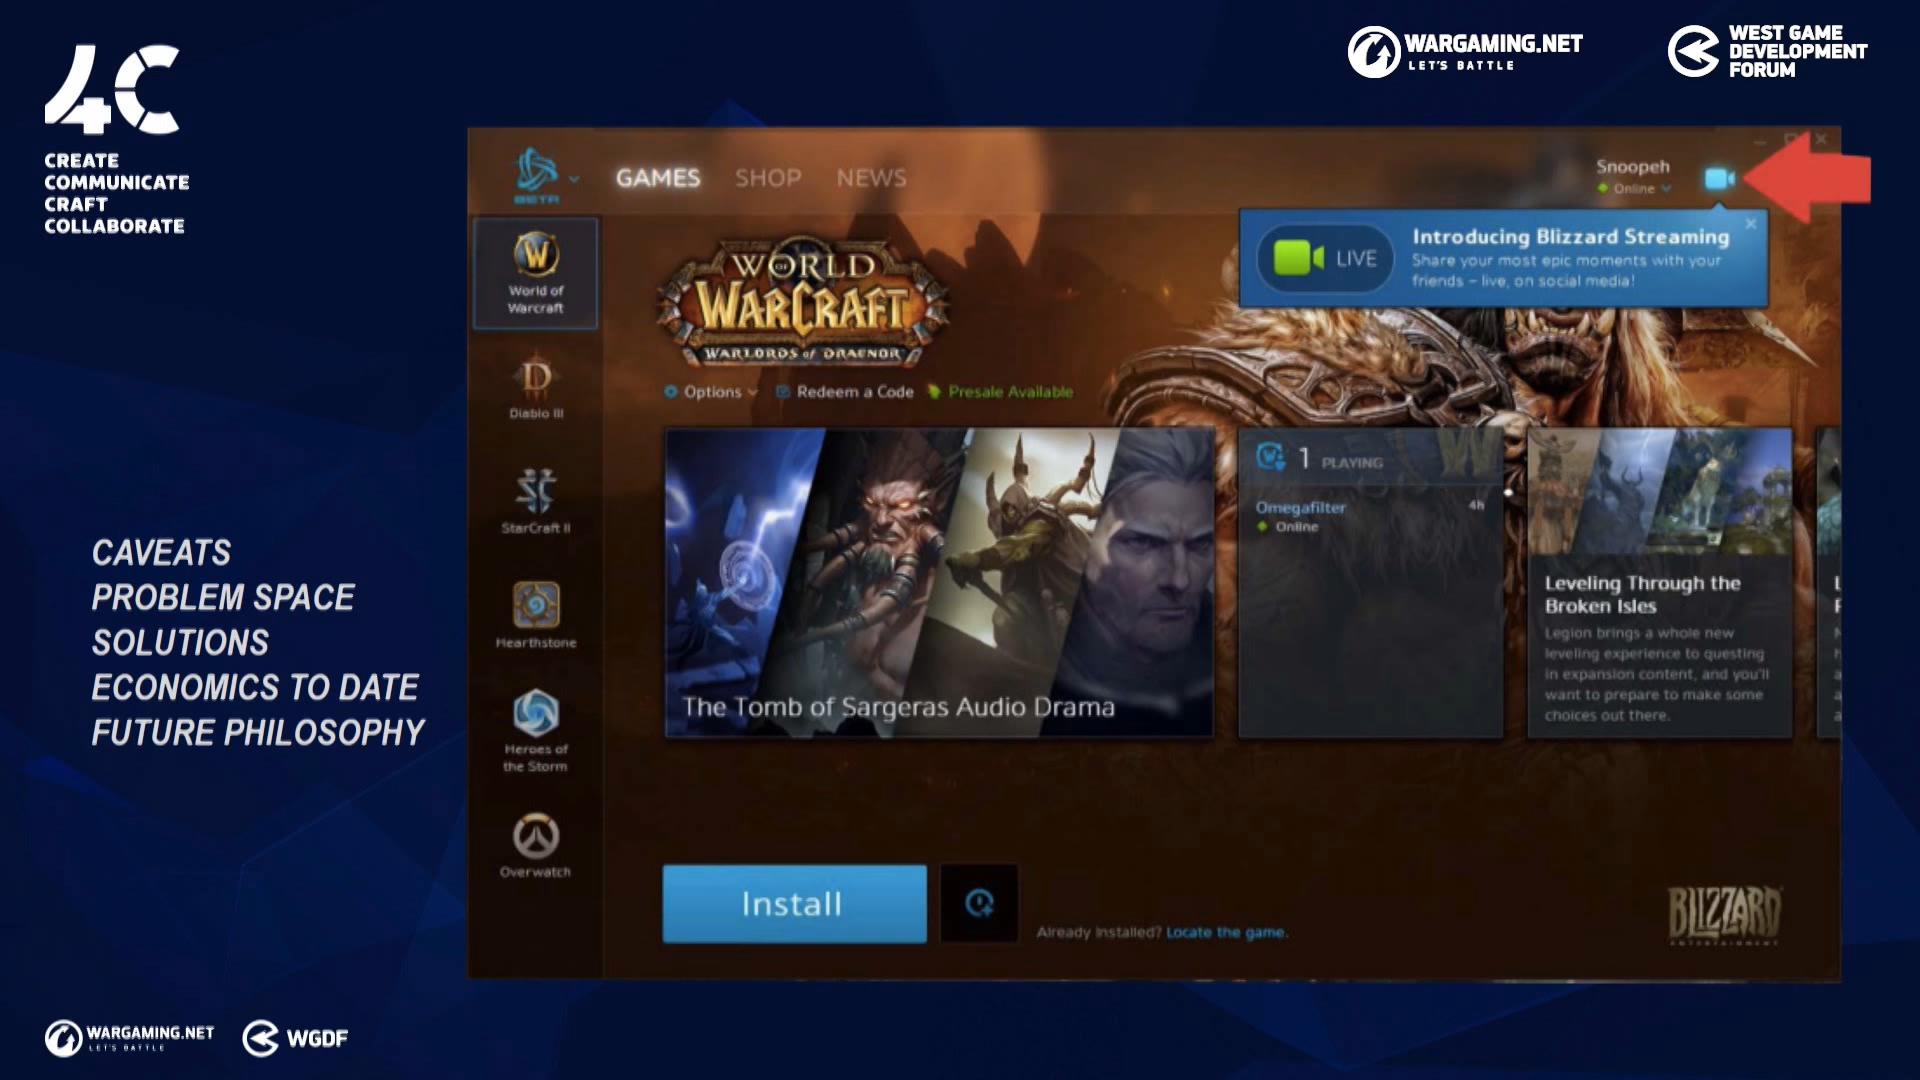 4C
CREATE
COMMUNICATE
CRAFT
COLLABORATE
WARGAMING.NET
LET'S BATTLE
WEST GAME
DEVELOPMENT
FORUM
CAVEATS
PROBLEM SPACE
SOLUTIONS
ECONOMICS TO DATE
FUTURE PHILOSOPHY
BETA
GAMES SHOP NEWS
Snoopeh
Online
LIVE
Introducing Blizzard Streaming
Share your most epic moments with your
friends – live, on social media!
World of
Warcraft
Diablo III
StarCraft II
Hearthstone
Heroes of
the Storm
Overwatch
WORLD
OF
WARCRAFT
WARLORDS OF DRAENOR
Options Redeem a Code Presale Available
The Tomb of Sargeras Audio Drama
1 PLAYING
Omegafilter 4h
Online
Leveling Through the
Broken Isles
Legion brings a whole new
leveling experience to questing
in expansion content, and you'll
want to prepare to make some
choices out there.
Install
Already installed? Locate the game.
BLIZZARD
ENTERTAINMENT
WARGAMING.NET
LET'S BATTLE
WGDF